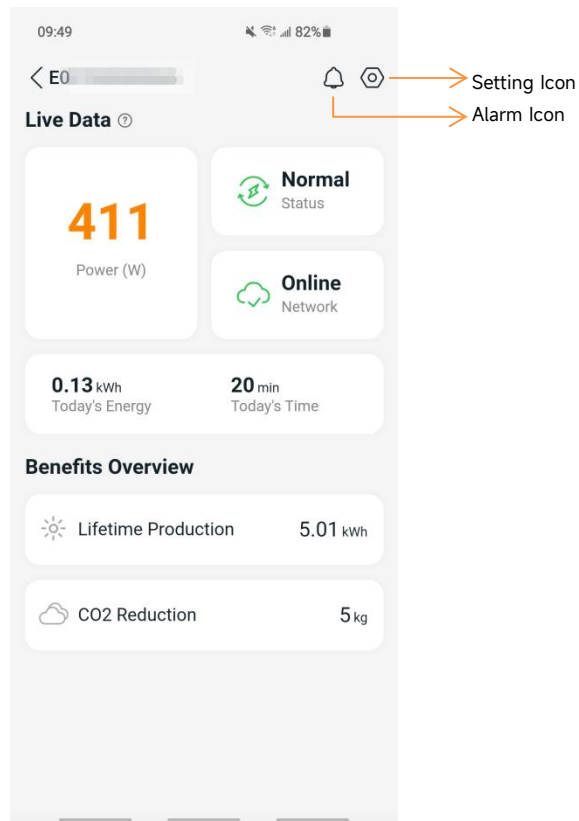 09:49 82%
E0
Setting Icon
Alarm Icon
Live Data
411
Power (W)
Normal
Status
Online
Network
0.13 kWh
Today's Energy
20 min
Today's Time
Benefits Overview
Lifetime Production 5.01 kWh
CO2 Reduction 5 kg